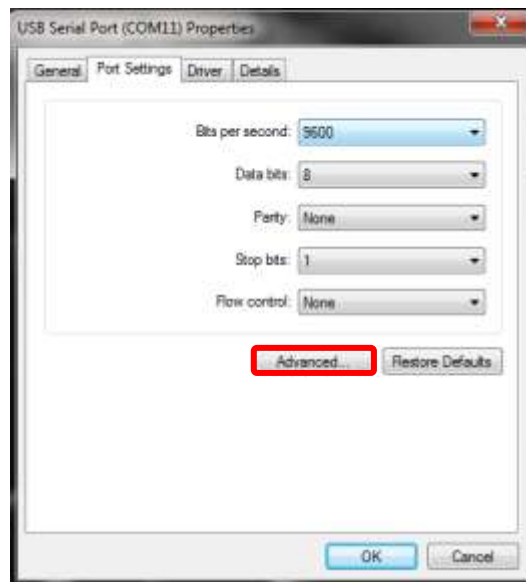 USB Serial Port (COM11) Properties
General Port Settings Driver Details
Bits per second: 9600
Data bits: 8
Parity: None
Stop bits: 1
Flow control: None
Advanced... Restore Defaults
OK Cancel